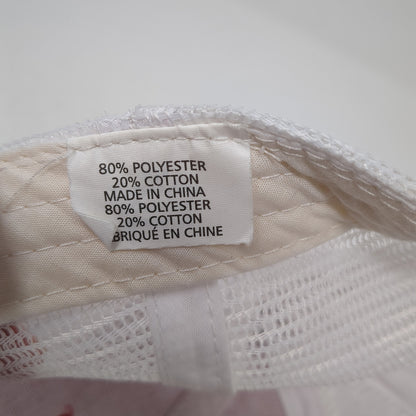 80% POLYESTER
20% COTTON
MADE IN CHINA
80% POLYESTER
20% COTTON
BRIQUÉ EN CHINE